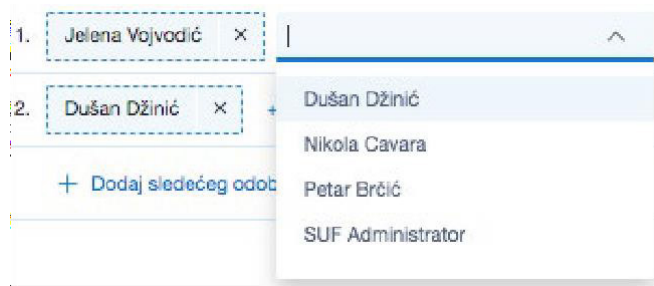 1. Jelena Vojvodić ×
2. Dušan Džinić × +
+ Dodaj sledećeg odob
Dušan Džinić
Nikola Cavara
Petar Brčić
SUF Administrator